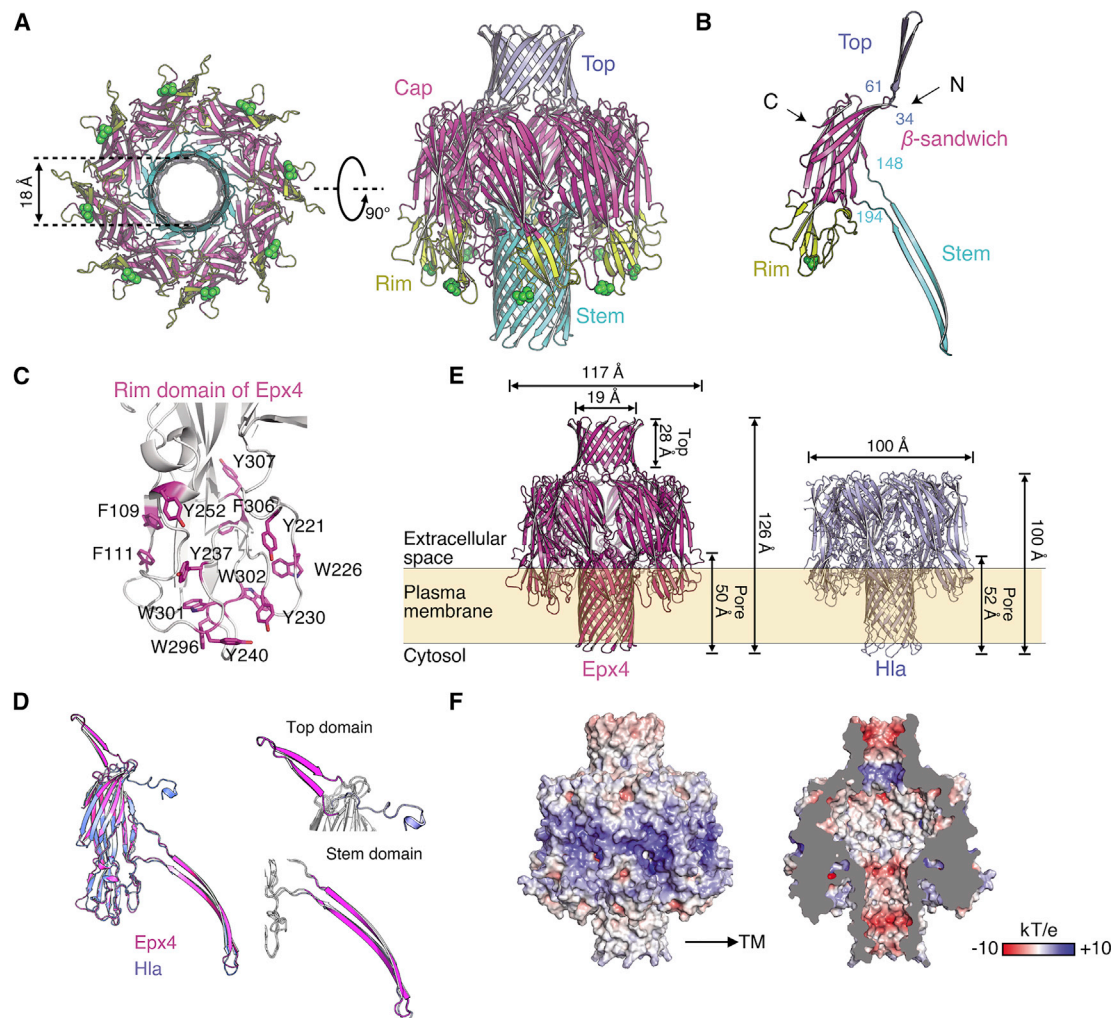 A
18 Å
90°
Cap
Top
Rim
Stem
B
Top
61
N
C
34
β-sandwich
148
194
Stem
Rim
C
Rim domain of Epx4
Y307
F109
Y252
F306
Y221
F111
Y237
W226
W302
W301
Y230
W296
Y240
E
117 Å
19 Å
Top
28 Å
126 Å
100 Å
100 Å
Extracellular
space
Plasma
membrane
Pore
50 Å
Pore
52 Å
Cytosol
Epx4
Hla
D
Top domain
Stem domain
Epx4
Hla
F
TM
kT/e
-10
+10